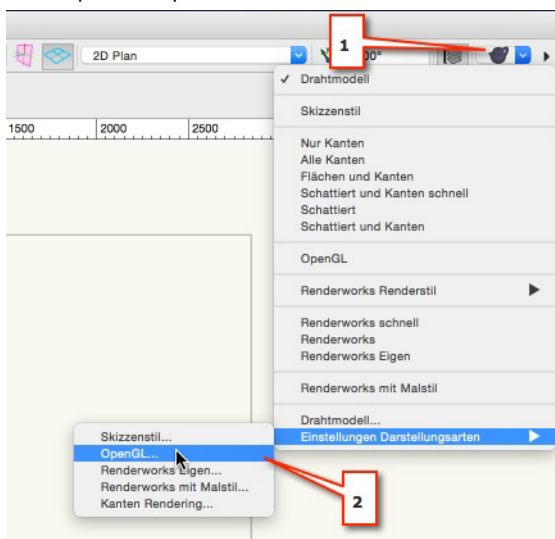 1
2D Plan
00°
✓ Drahtmodell
Skizzenstil
1500 2000 2500
Nur Kanten
Alle Kanten
Flächen und Kanten
Schattiert und Kanten schnell
Schattiert
Schattiert und Kanten
OpenGL
Renderworks Renderstil
Renderworks schnell
Renderworks
Renderworks Eigen
Renderworks mit Malstil
Drahtmodell...
Einstellungen Darstellungsarten
Skizzenstil...
OpenGL...
Renderworks Eigen...
Renderworks mit Malstil...
Kanten Rendering...
2